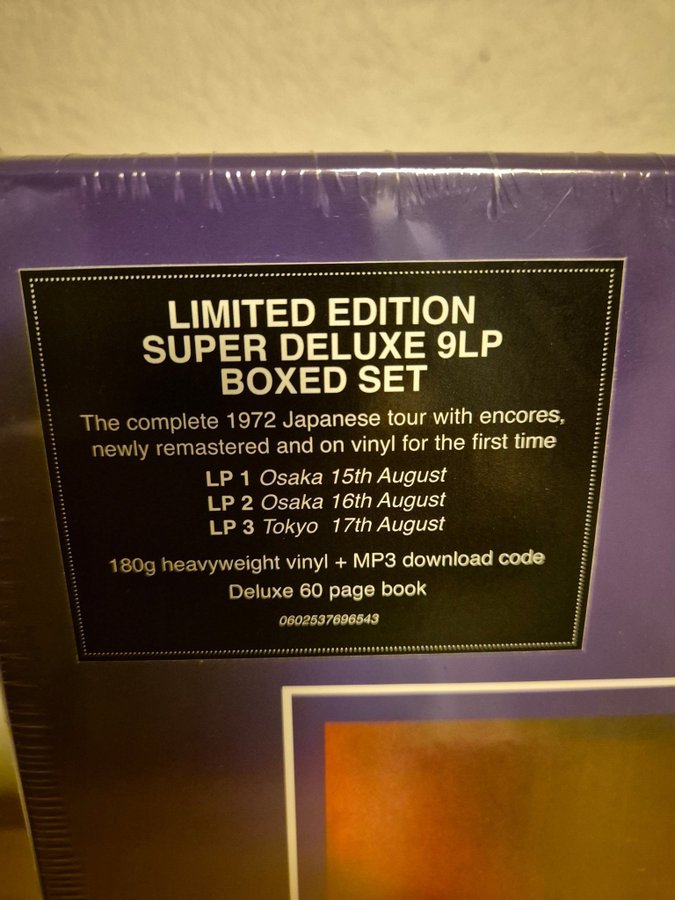 LIMITED EDITION
SUPER DELUXE 9LP
BOXED SET
The complete 1972 Japanese tour with encores,
newly remastered and on vinyl for the first time
LP 1 Osaka 15th August
LP 2 Osaka 16th August
LP 3 Tokyo 17th August
180g heavyweight vinyl + MP3 download code
Deluxe 60 page book
0602537696543